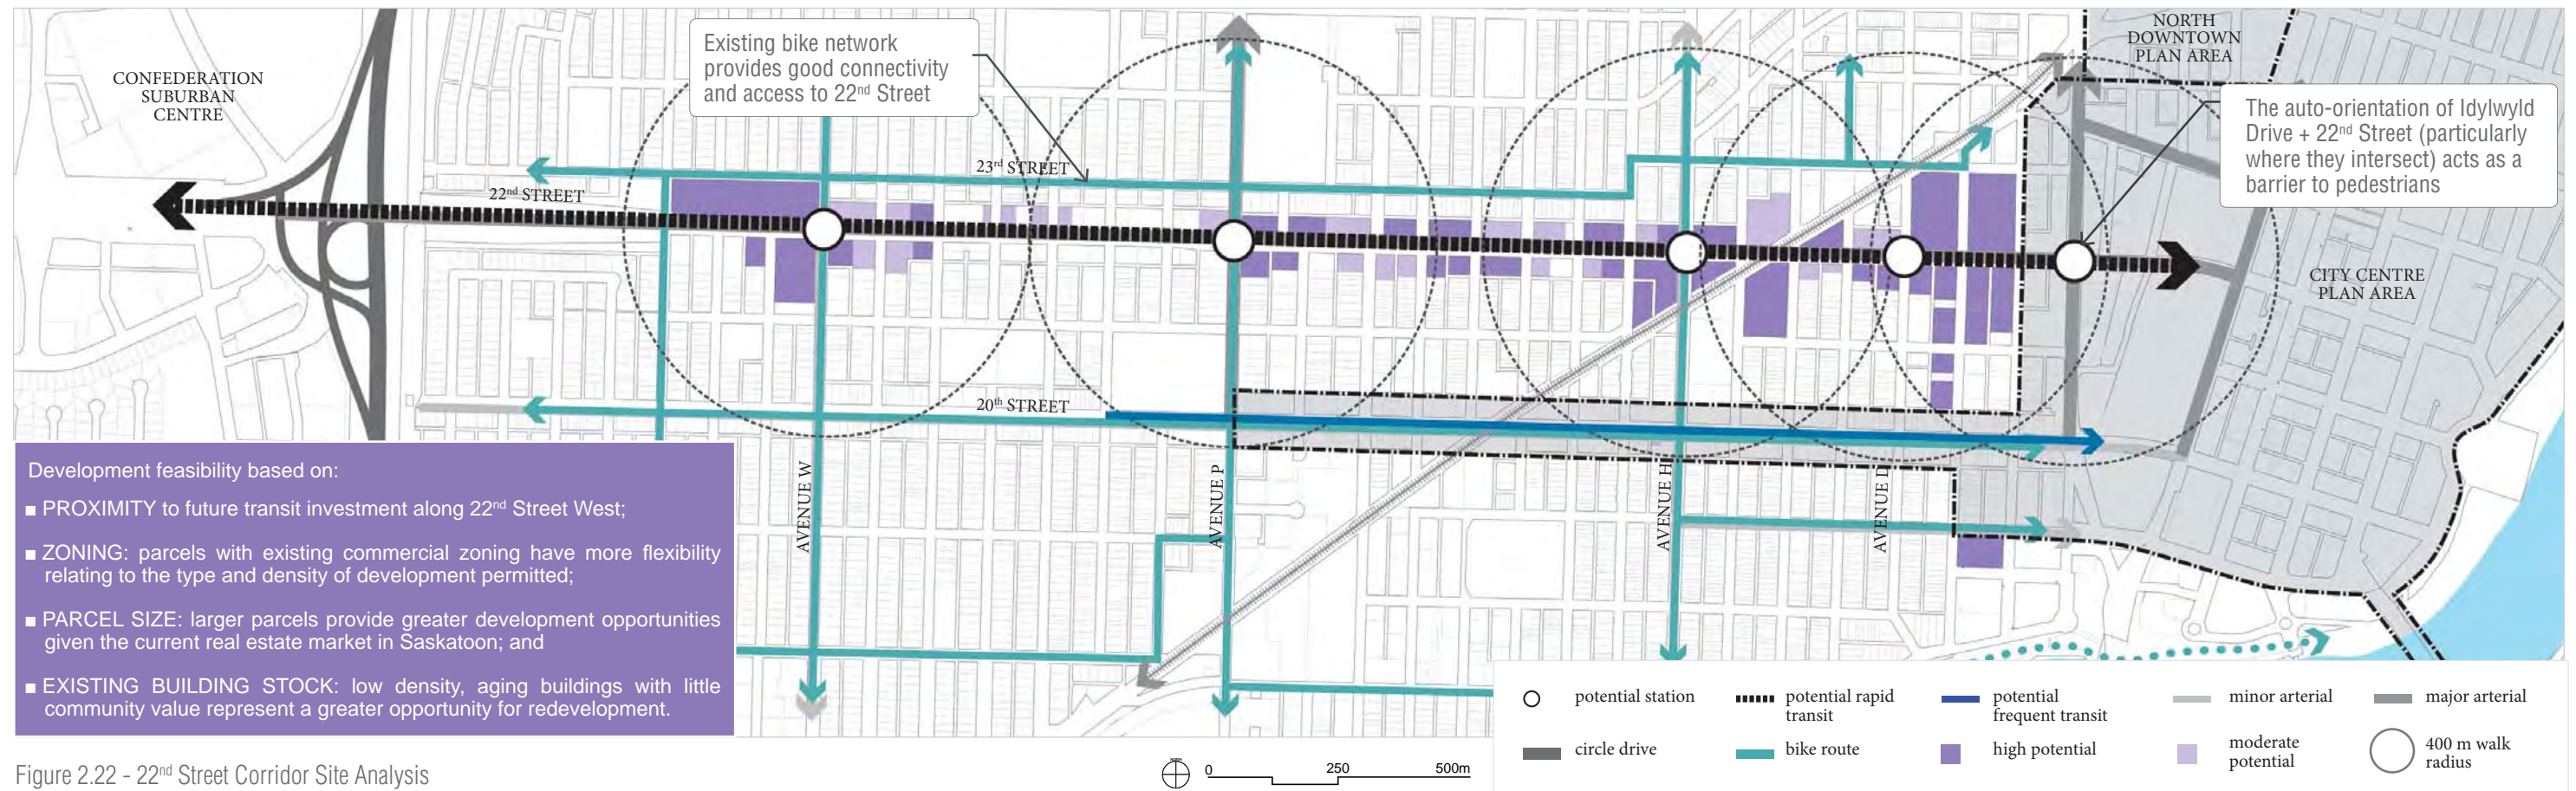 NORTH
DOWNTOWN
PLAN AREA
Existing bike network
provides good connectivity
and access to 22nd Street
CONFEDERATION
SUBURBAN
CENTRE
The auto-orientation of Idylwyld
Drive + 22nd Street (particularly
where they intersect) acts as a
barrier to pedestrians
23rd STREET
22nd STREET
CITY CENTRE
PLAN AREA
20th STREET
AVENUE W
AVENUE P
AVENUE H
AVENUE D
Development feasibility based on:
■ PROXIMITY to future transit investment along 22nd Street West;
■ ZONING: parcels with existing commercial zoning have more flexibility
relating to the type and density of development permitted;
■ PARCEL SIZE: larger parcels provide greater development opportunities
given the current real estate market in Saskatoon; and
■ EXISTING BUILDING STOCK: low density, aging buildings with little
community value represent a greater opportunity for redevelopment.
potential station
potential rapid
transit
potential
frequent transit
minor arterial
major arterial
circle drive
bike route
high potential
moderate
potential
400 m walk
radius
0 250 500m
Figure 2.22 - 22nd Street Corridor Site Analysis